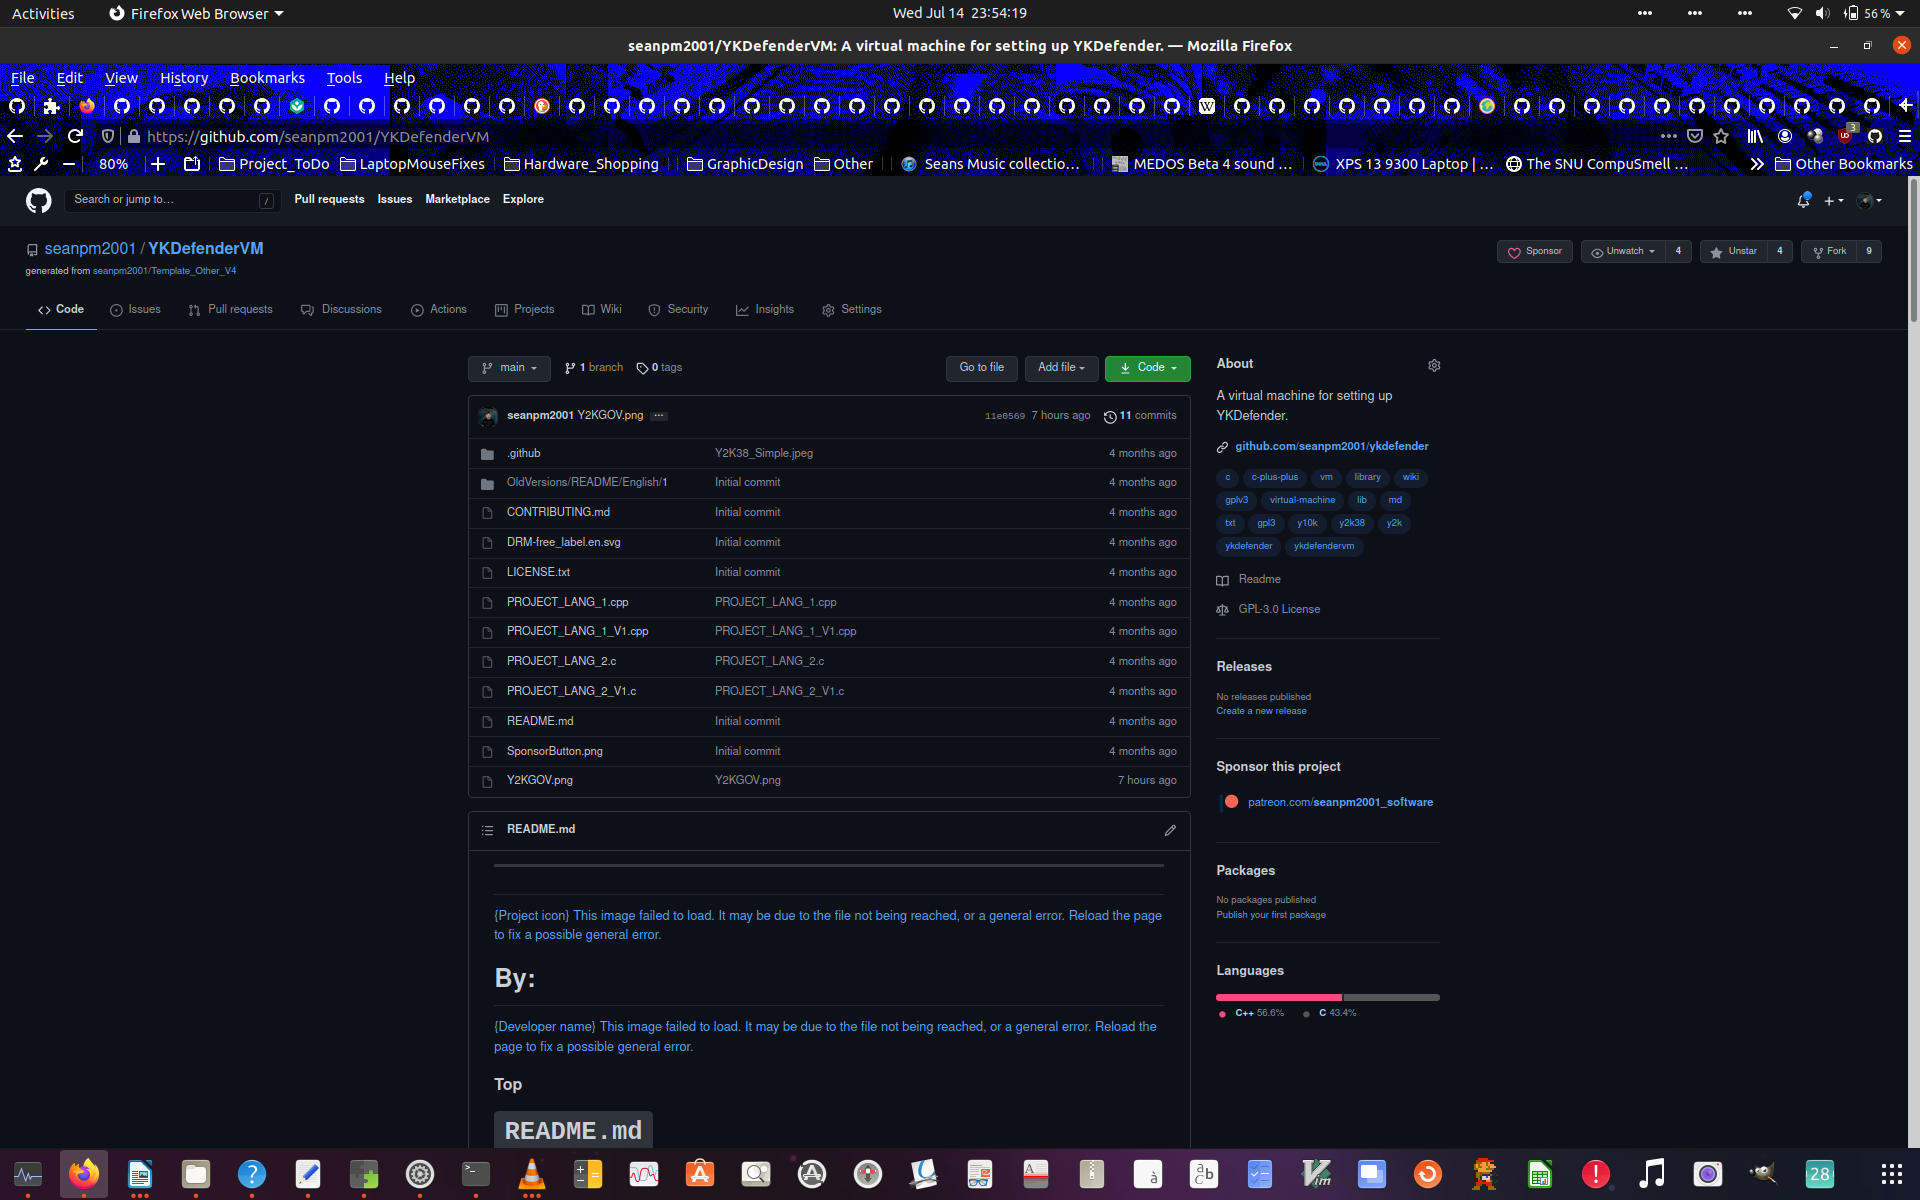 Activities Firefox Web Browser Wed Jul 14 23:54:19 56 %
seanpm2001/YKDefenderVM: A virtual machine for setting up YKDefender. — Mozilla Firefox
File Edit View History Bookmarks Tools Help
https://github.com/seanpm2001/YKDefenderVM 3
80% Project_ToDo LaptopMouseFixes Hardware_Shopping GraphicDesign Other Seans Music collectio… MEDOS Beta 4 sound … XPS 13 9300 Laptop | … The SNU CompuSmell … Other Bookmarks
Search or jump to… / Pull requests Issues Marketplace Explore
seanpm2001 / YKDefenderVM Sponsor Unwatch 4 Unstar 4 Fork 9
generated from seanpm2001/Template_Other_V4
Code Issues Pull requests Discussions Actions Projects Wiki Security Insights Settings
main 1 branch 0 tags Go to file Add file Code
seanpm2001 Y2KGOV.png 11e0569 7 hours ago 11 commits
.github Y2K38_Simple.jpeg 4 months ago
OldVersions/README/English/1 Initial commit 4 months ago
CONTRIBUTING.md Initial commit 4 months ago
DRM-free_label.en.svg Initial commit 4 months ago
LICENSE.txt Initial commit 4 months ago
PROJECT_LANG_1.cpp PROJECT_LANG_1.cpp 4 months ago
PROJECT_LANG_1_V1.cpp PROJECT_LANG_1_V1.cpp 4 months ago
PROJECT_LANG_2.c PROJECT_LANG_2.c 4 months ago
PROJECT_LANG_2_V1.c PROJECT_LANG_2_V1.c 4 months ago
README.md Initial commit 4 months ago
SponsorButton.png Initial commit 4 months ago
Y2KGOV.png Y2KGOV.png 7 hours ago
README.md
{Project icon} This image failed to load. It may be due to the file not being reached, or a general error. Reload the page
to fix a possible general error.
By:
{Developer name} This image failed to load. It may be due to the file not being reached, or a general error. Reload the
page to fix a possible general error.
Top
README.md
About
A virtual machine for setting up
YKDefender.
github.com/seanpm2001/ykdefender
c c-plus-plus vm library wiki
gplv3 virtual-machine lib md
txt gpl3 y10k y2k38 y2k
ykdefender ykdefendervm
Readme
GPL-3.0 License
Releases
No releases published
Create a new release
Sponsor this project
patreon.com/seanpm2001_software
Packages
No packages published
Publish your first package
Languages
C++ 56.6% C 43.4%
28